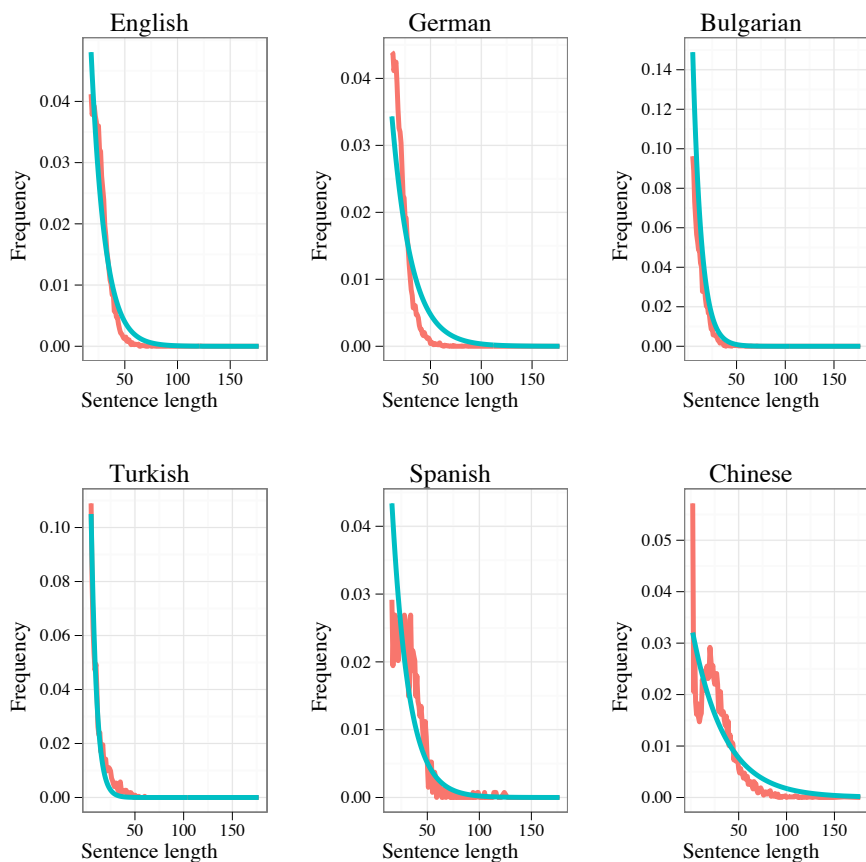 English
German
Bulgarian
Frequency
0.04
0.03
0.02
0.01
0.00
50
100
150
Sentence length
Frequency
0.04
0.03
0.02
0.01
0.00
50
100
150
Sentence length
Frequency
0.14
0.12
0.10
0.08
0.06
0.04
0.02
0.00
50
100
150
Sentence length
Turkish
Spanish
Chinese
Frequency
0.10
0.08
0.06
0.04
0.02
0.00
50
100
150
Sentence length
Frequency
0.04
0.03
0.02
0.01
0.00
50
100
150
Sentence length
Frequency
0.05
0.04
0.03
0.02
0.01
0.00
50
100
150
Sentence length